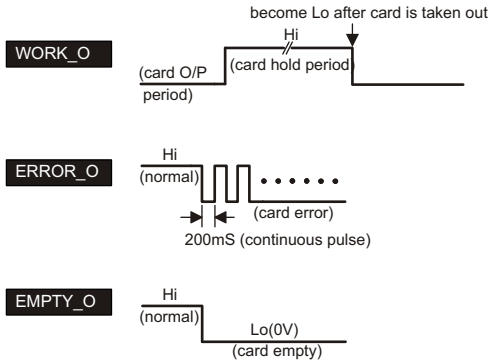 become Lo after card is taken out
WORK_O
Hi
(card O/P
period)
(card hold period)
ERROR_O
Hi
(normal)
(card error)
200mS (continuous pulse)
EMPTY_O
Hi
(normal)
Lo(0V)
(card empty)